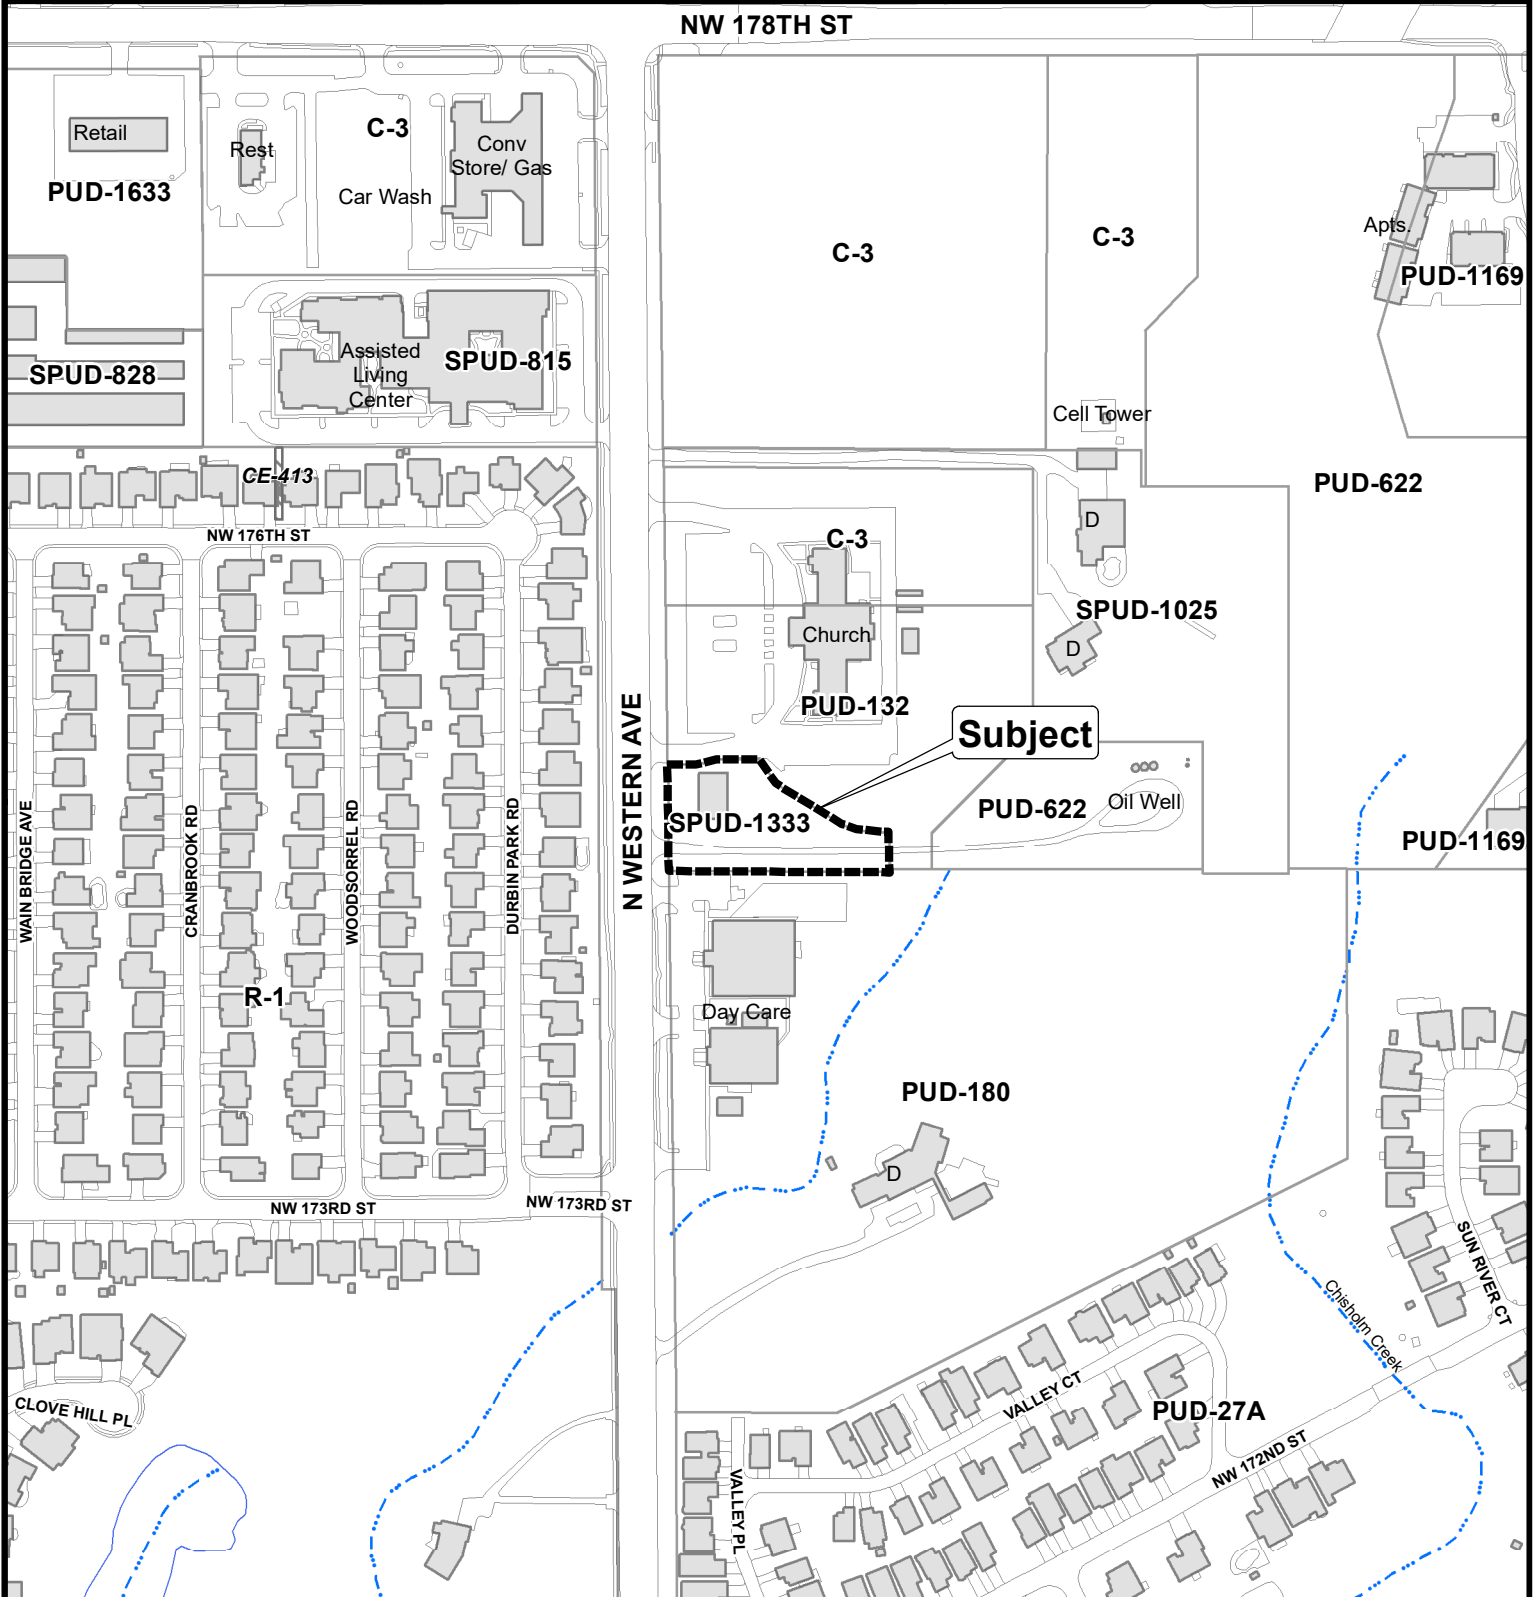 NW 178TH ST
Retail
PUD-1633
Rest
C-3
Car Wash
Conv
Store/ Gas
C-3
C-3
Apts.
PUD-1169
SPUD-828
Assisted
Living
Center
SPUD-815
Cell Tower
CE-413
PUD-622
NW 176TH ST
C-3
D
SPUD-1025
Church
D
PUD-132
N WESTERN AVE
Subject
SPUD-1333
PUD-622
Oil Well
PUD-1169
WAIN BRIDGE AVE
CRANBROOK RD
WOODSORREL RD
DURBIN PARK RD
R-1
Day Care
PUD-180
D
NW 173RD ST
NW 173RD ST
SUN RIVER CT
Chisholm Creek
CLOVE HILL PL
VALLEY CT
PUD-27A
NW 172ND ST
VALLEY PL